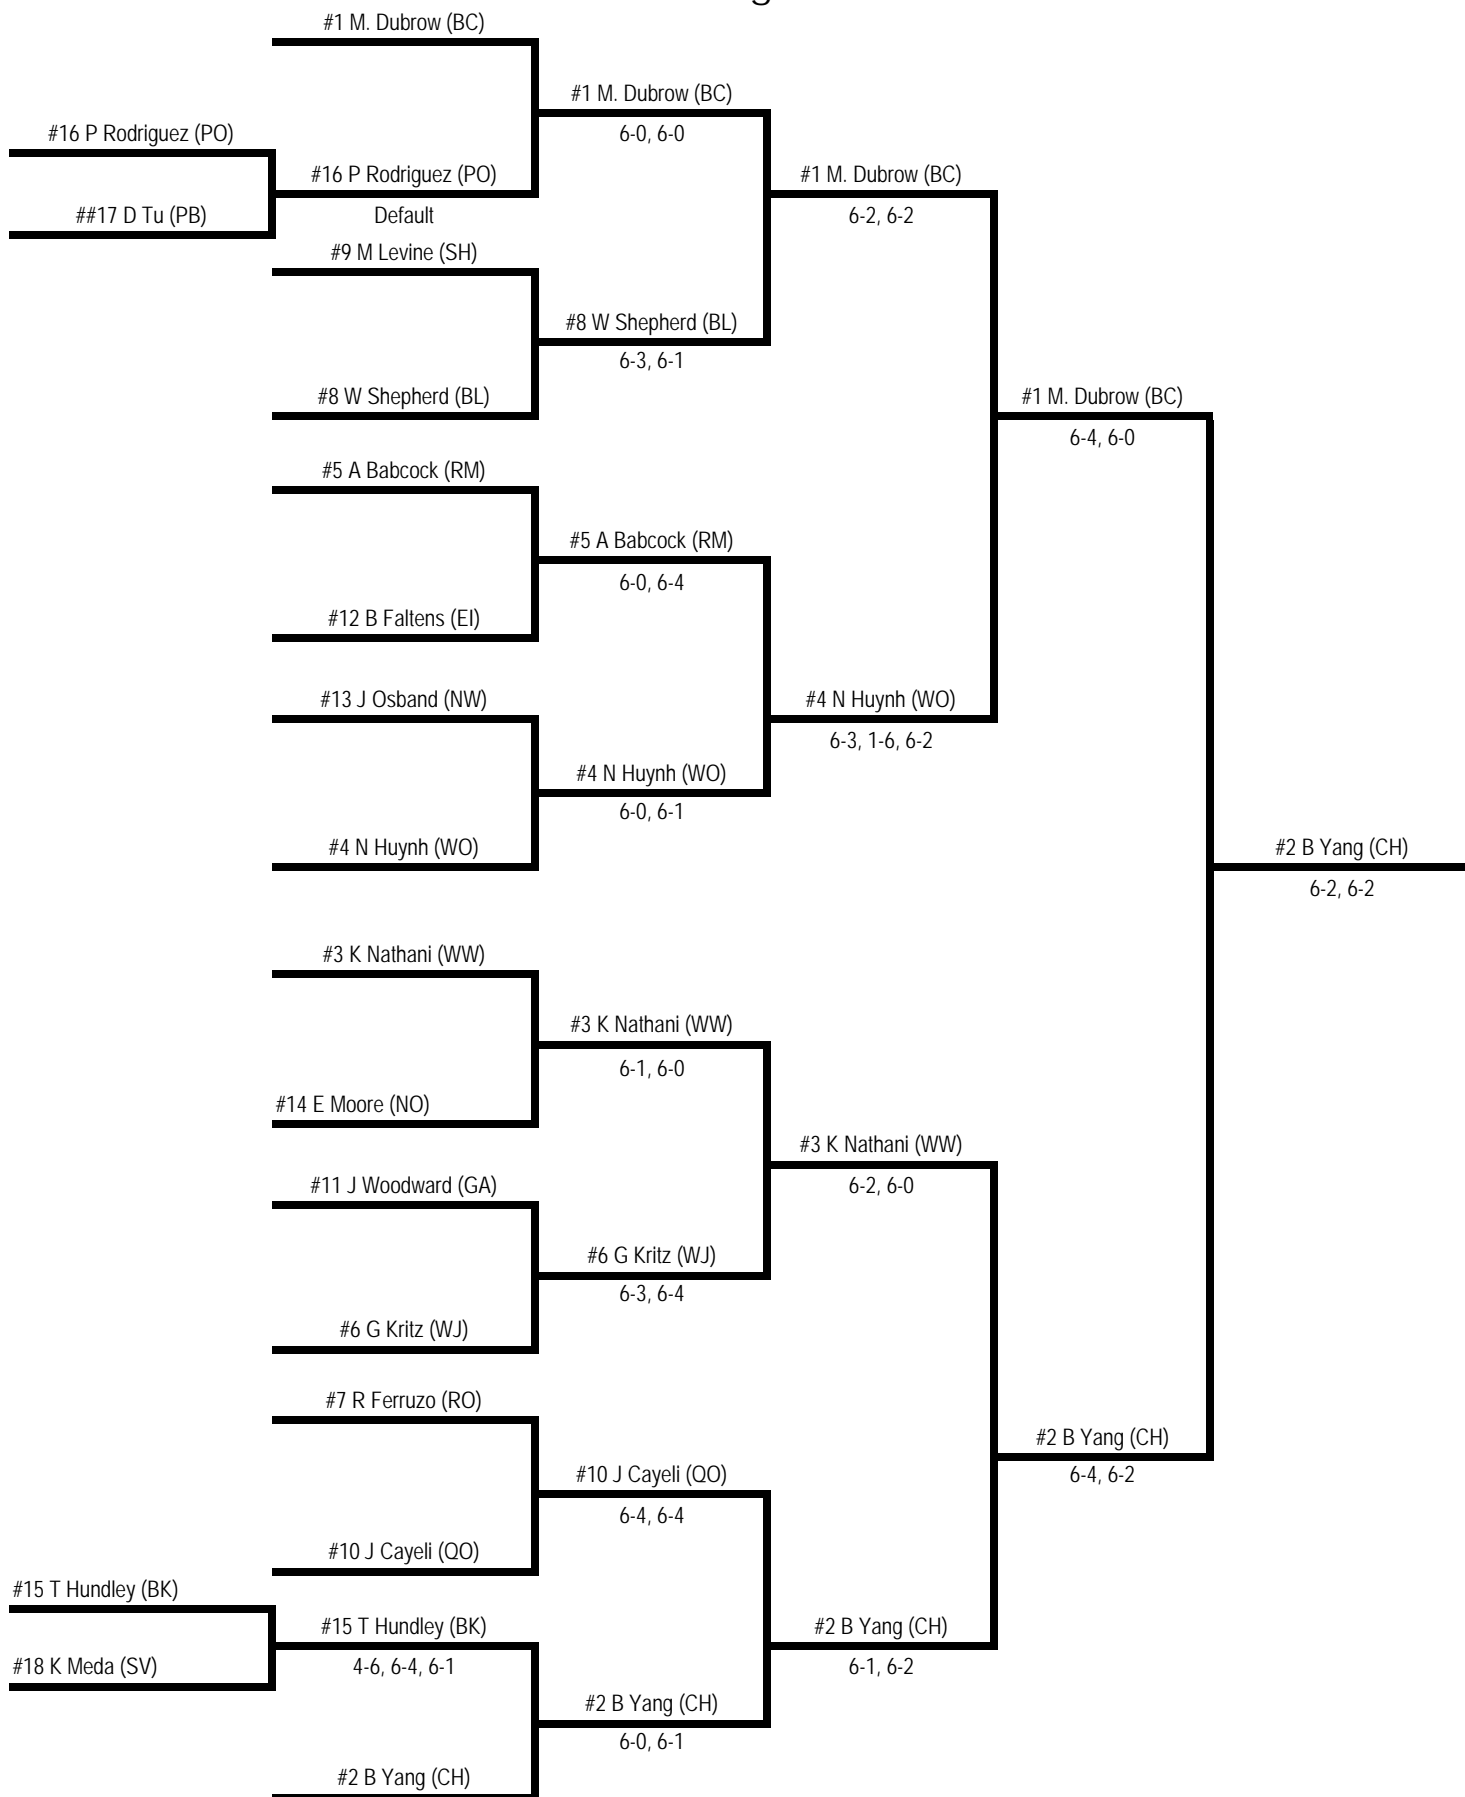 #1 M. Dubrow (BC)
#1 M. Dubrow (BC)
6-0, 6-0
#16 P Rodriguez (PO)
#16 P Rodriguez (PO)
Default
##17 D Tu (PB)
#1 M. Dubrow (BC)
6-2, 6-2
#9 M Levine (SH)
#8 W Shepherd (BL)
6-3, 6-1
#8 W Shepherd (BL)
#1 M. Dubrow (BC)
6-4, 6-0
#5 A Babcock (RM)
#5 A Babcock (RM)
6-0, 6-4
#12 B Faltens (EI)
#13 J Osband (NW)
#4 N Huynh (WO)
6-3, 1-6, 6-2
#4 N Huynh (WO)
6-0, 6-1
#4 N Huynh (WO)
#2 B Yang (CH)
6-2, 6-2
#3 K Nathani (WW)
#3 K Nathani (WW)
6-1, 6-0
#14 E Moore (NO)
#3 K Nathani (WW)
6-2, 6-0
#11 J Woodward (GA)
#6 G Kritz (WJ)
6-3, 6-4
#6 G Kritz (WJ)
#7 R Ferruzo (RO)
#2 B Yang (CH)
6-4, 6-2
#10 J Cayeli (QO)
6-4, 6-4
#10 J Cayeli (QO)
#15 T Hundley (BK)
#15 T Hundley (BK)
4-6, 6-4, 6-1
#18 K Meda (SV)
#2 B Yang (CH)
6-1, 6-2
#2 B Yang (CH)
6-0, 6-1
#2 B Yang (CH)